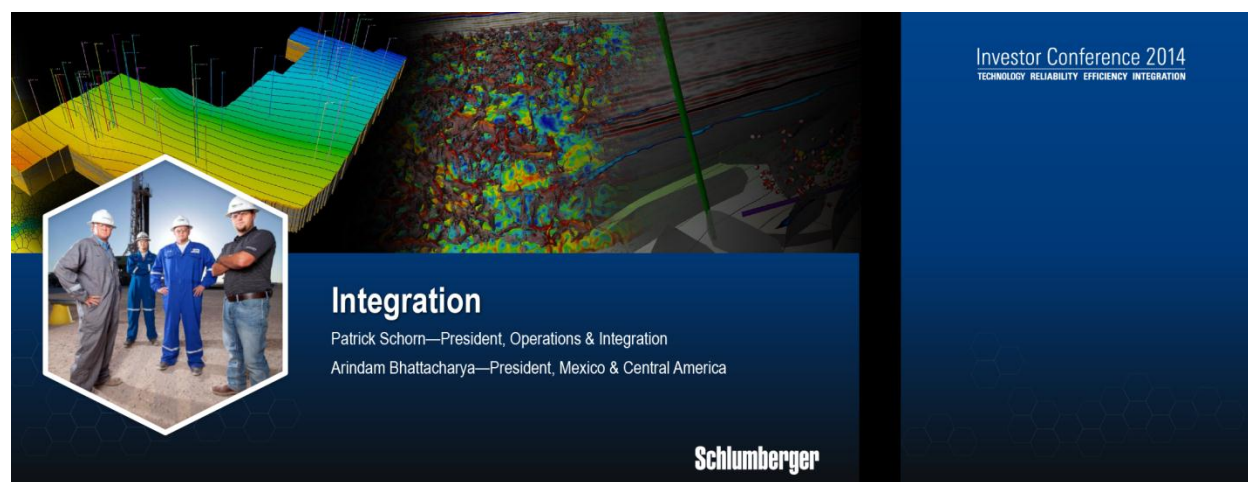 Investor Conference 2014
TECHNOLOGY RELIABILITY EFFICIENCY INTEGRATION
Integration
Patrick Schorn—President, Operations & Integration
Arindam Bhattacharya—President, Mexico & Central America
Schlumberger